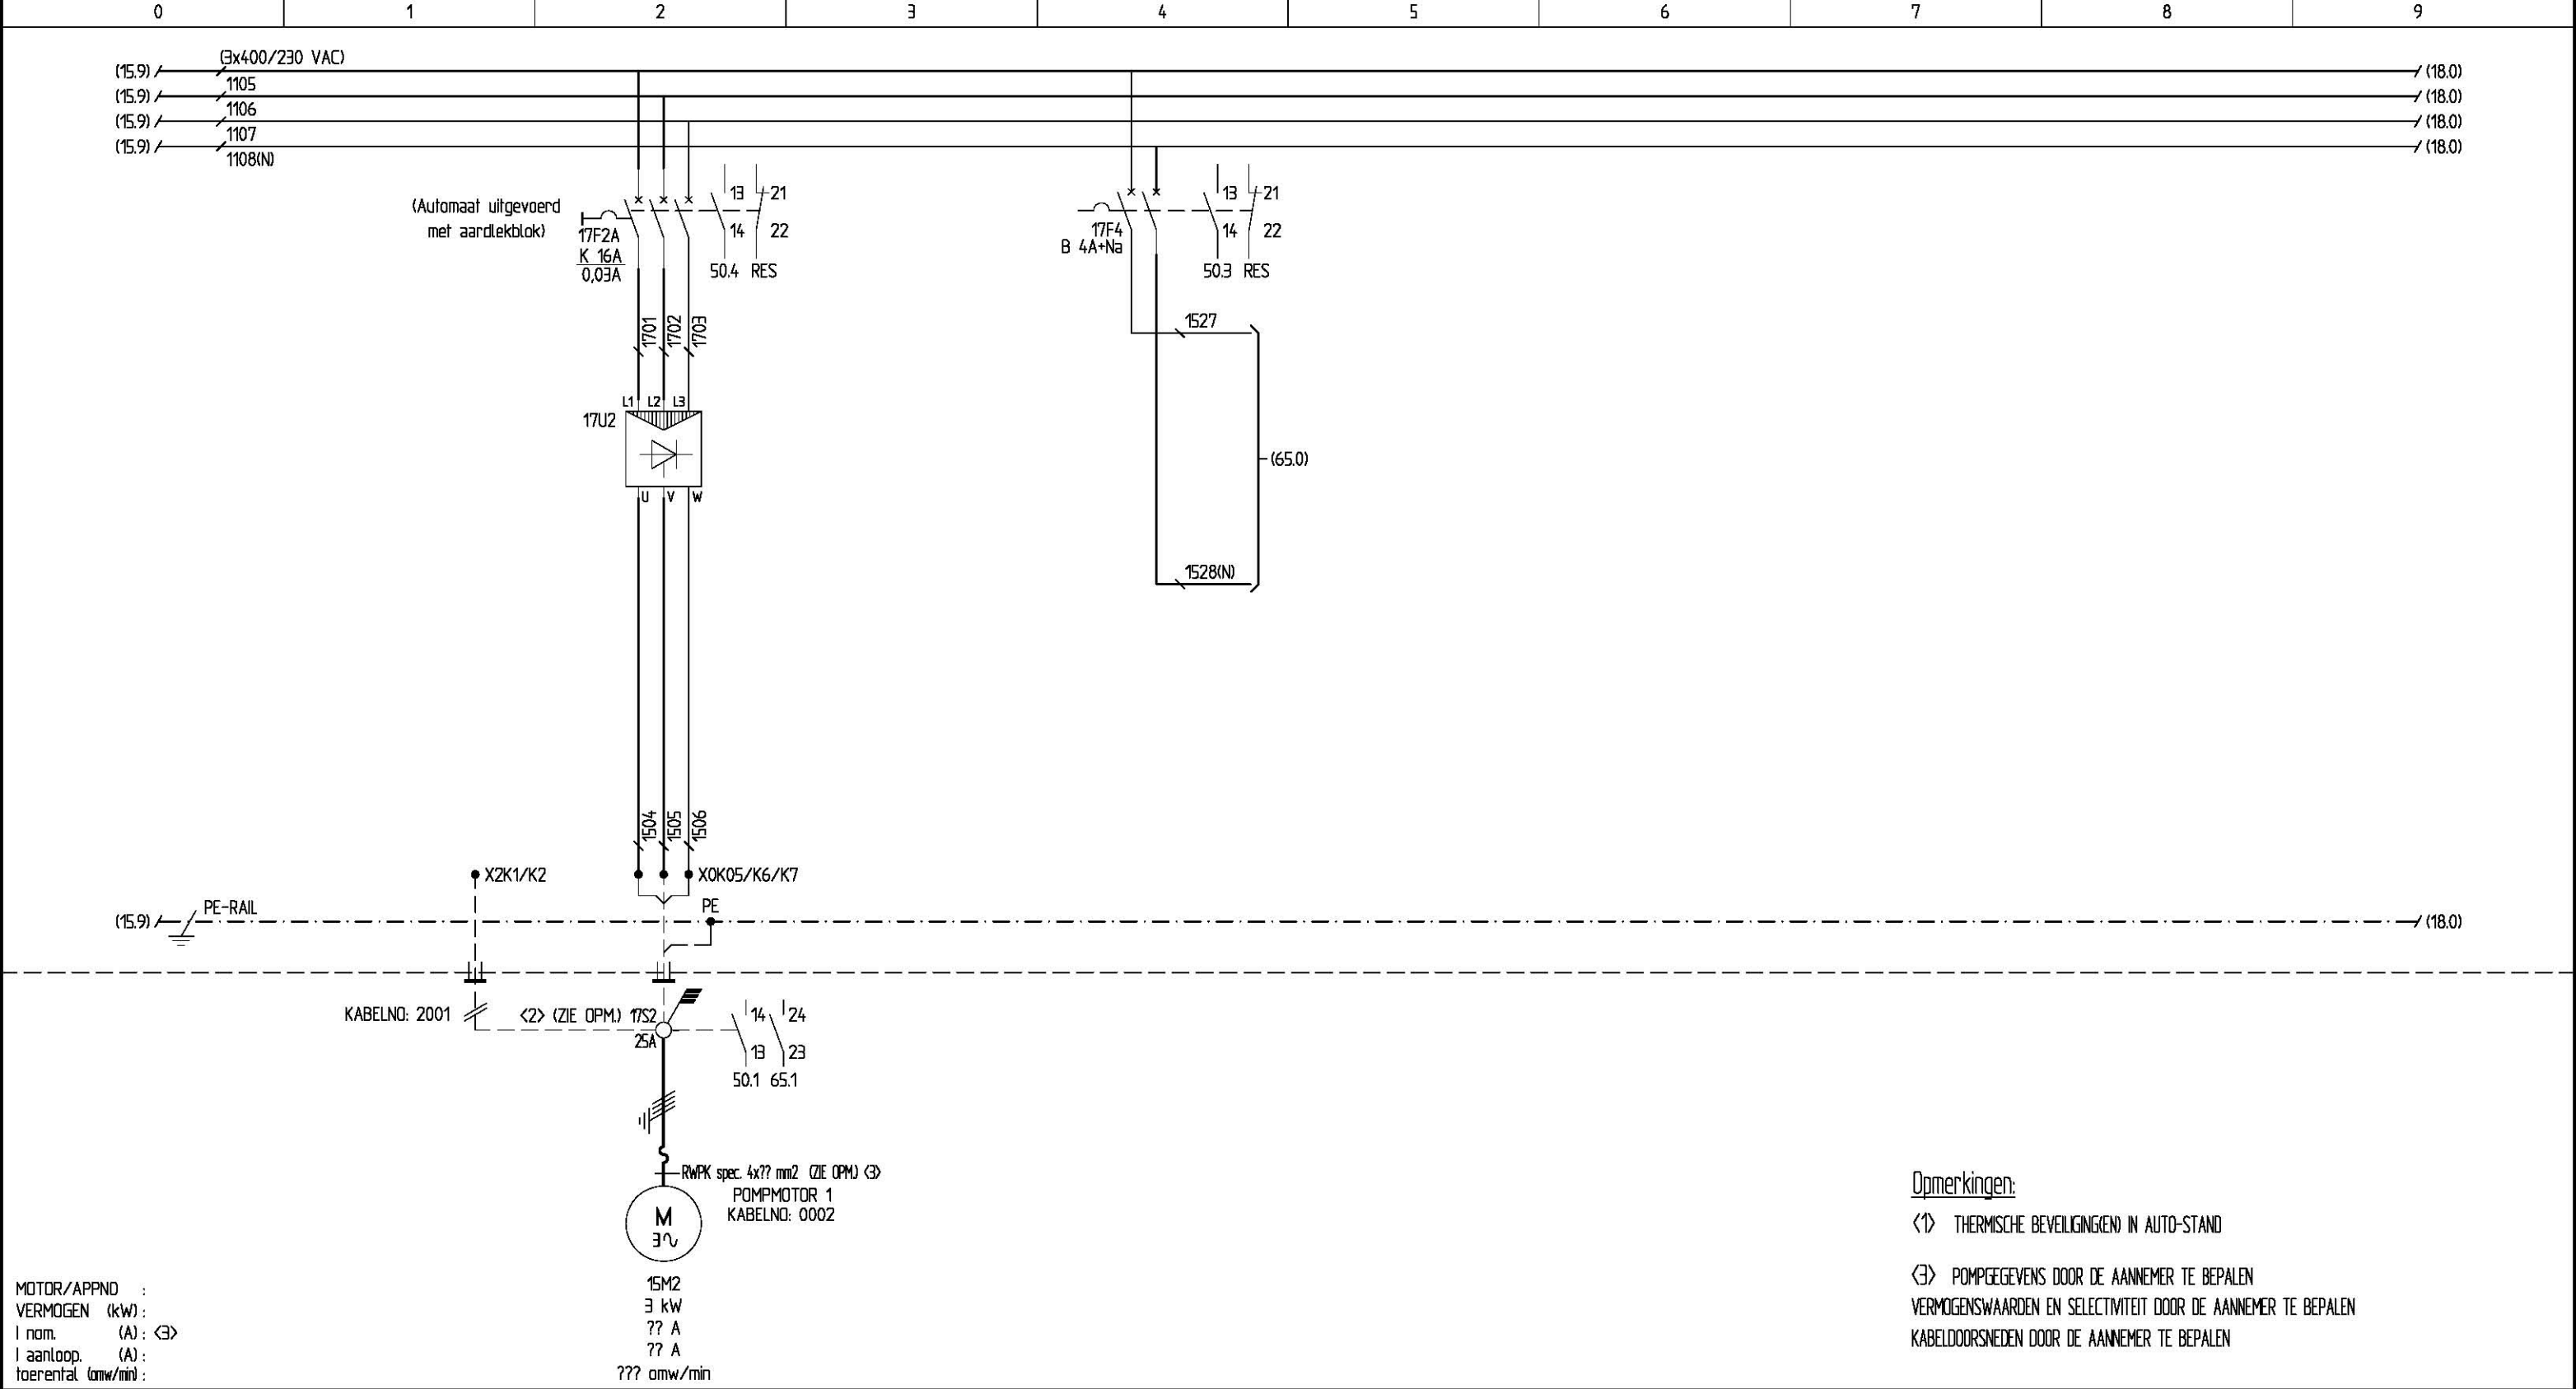 0 1 2 3 4 5 6 7 8 9
(3x400/230 VAC)
(15.9) (18.0)
1105
(15.9) (18.0)
1106
(15.9) (18.0)
1107
(15.9) (18.0)
1108(N)
(Automaat uitgevoerd
met aardlekblok)
17F2A
K 16A
0,03A
13 21
14 22
50.4 RES
17F4
B 4A+Na
13 21
14 22
50.3 RES
1701 1702 1703
1527
L1 L2 L3
17U2
(65.0)
U V W
1528(N)
1504 1505 1506
X2K1/K2
X0K05/K6/K7
PE-RAIL
PE
(15.9) (18.0)
KABELNO: 2001
<2> (ZIE OPM.) 17S2
25A
14 24
13 23
50.1 65.1
RWPK spec. 4x?? mm2 (ZIE OPM.) <3>
POMPMOTOR 1
KABELNO: 0002
M
3~
15M2
3 kW
?? A
?? A
??? omw/min
MOTOR/APPNO :
VERMOGEN (kW) :
I nom. (A) : <3>
I aanloop. (A) :
toerental (omw/min) :
Opmerkingen:
<1> THERMISCHE BEVEILIGING(EN) IN AUTO-STAND
<3> POMPGEGEVENS DOOR DE AANNEMER TE BEPALEN
VERMOGENSWAARDEN EN SELECTIVITEIT DOOR DE AANNEMER TE BEPALEN
KABELDOORSNEDEN DOOR DE AANNEMER TE BEPALEN